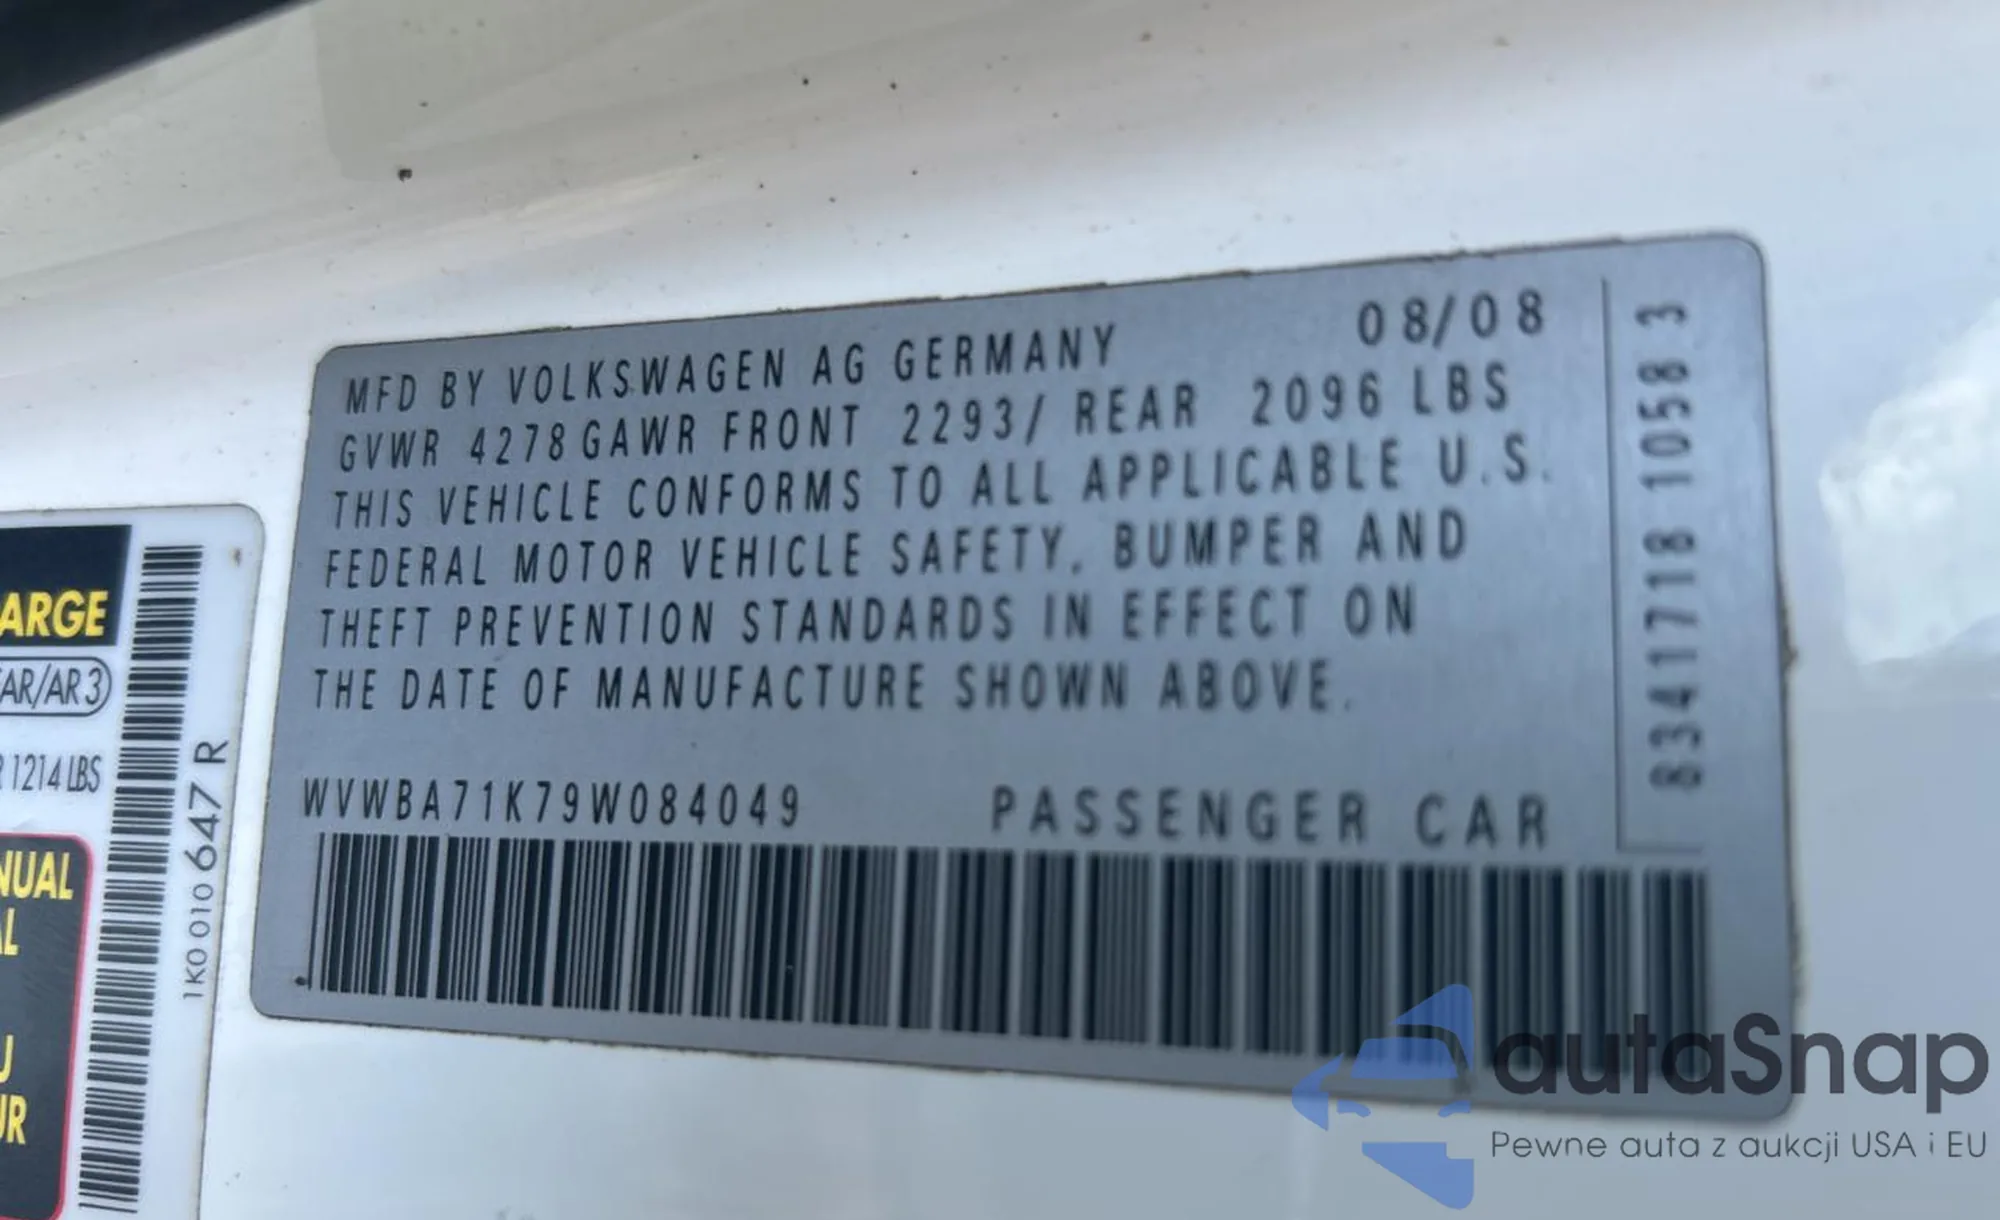 MFD BY VOLKSWAGEN AG GERMANY 08/08
GVWR 4278 GAWR FRONT 2293/ REAR 2096 LBS
THIS VEHICLE CONFORMS TO ALL APPLICABLE U.S.
FEDERAL MOTOR VEHICLE SAFETY, BUMPER AND
THEFT PREVENTION STANDARDS IN EFFECT ON
THE DATE OF MANUFACTURE SHOWN ABOVE.
WVWBA71K79W084049 PASSENGER CAR
8341718 1058 3
ARGE
AR/AR3
1214 LBS
1K0 010 647 R
NUAL
autaSnap
Pewne auta z aukcji USA i EU